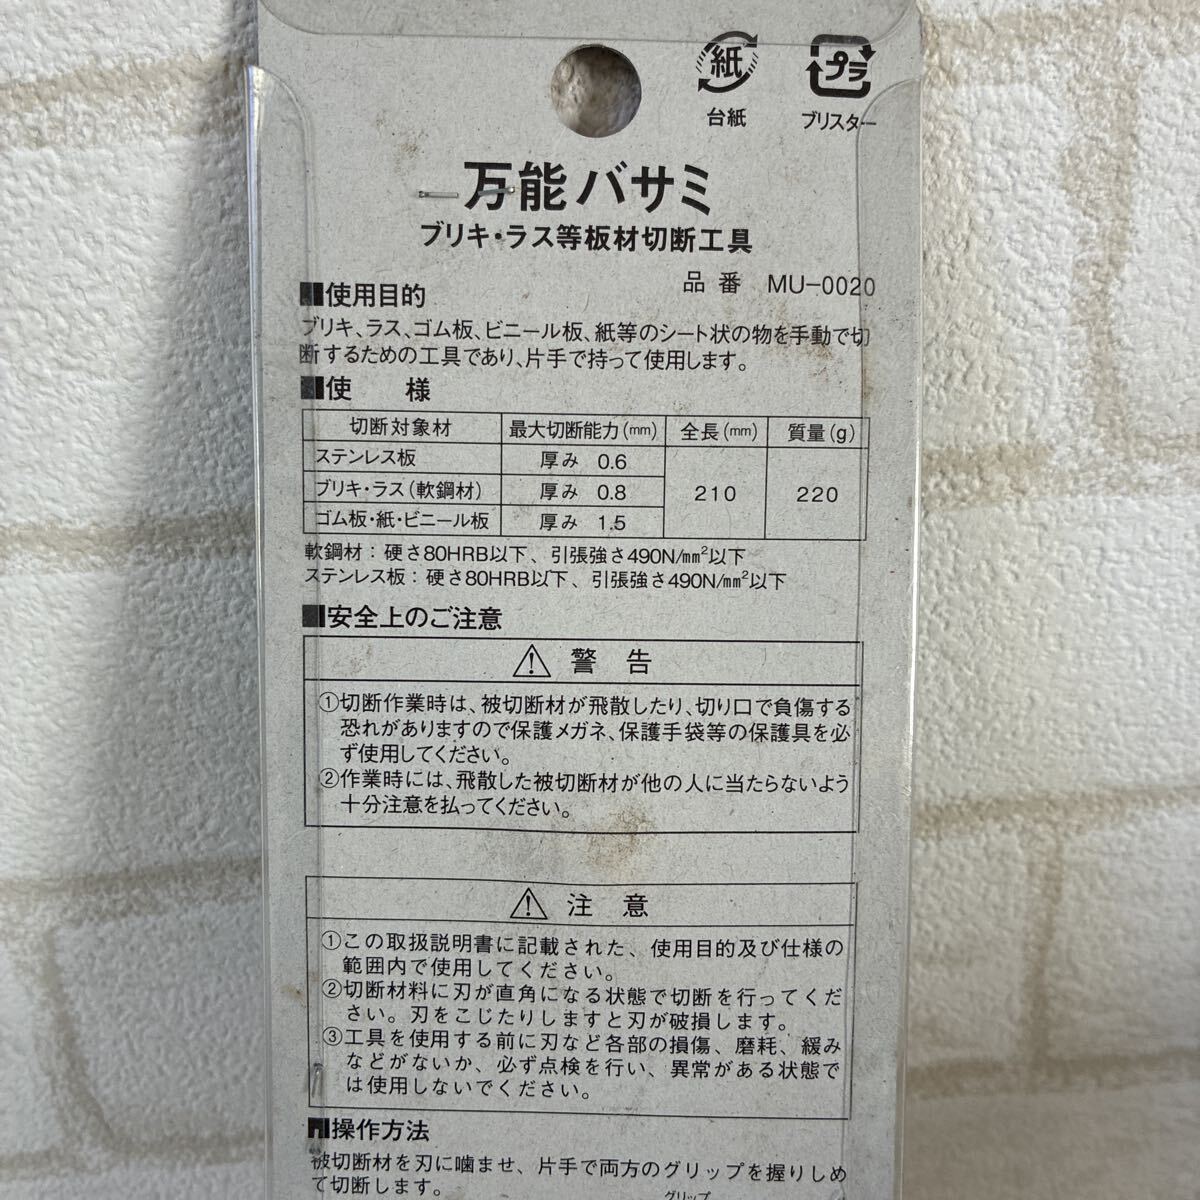 紙
プラ
台紙
ブリスター
万能バサミ
ブリキ・ラス等板材切断工具
品番 MU-0020
■使用目的
ブリキ、ラス、ゴム板、ビニール板、紙等のシート状の物を手動で切
断するための工具であり、片手で持って使用します。
■使 様
切断対象材 最大切断能力(㎜) 全長(㎜) 質量(g)
ステンレス板 厚み 0.6
ブリキ・ラス(軟鋼材) 厚み 0.8 210 220
ゴム板・紙・ビニール板 厚み 1.5
軟鋼材:硬さ80HRB以下、引張強さ490N/㎜²以下
ステンレス板:硬さ80HRB以下、引張強さ490N/㎜²以下
■安全上のご注意
⚠ 警告
①切断作業時は、被切断材が飛散したり、切り口で負傷する
恐れがありますので保護メガネ、保護手袋等の保護具を必
ず使用してください。
②作業時には、飛散した被切断材が他の人に当たらないよう
十分注意を払ってください。
⚠ 注意
①この取扱説明書に記載された、使用目的及び仕様の
範囲内で使用してください。
②切断材料に刃が直角になる状態で切断を行ってくだ
さい。刃をこじたりしますと刃が破損します。
③工具を使用する前に刃など各部の損傷、磨耗、緩み
などがないか、必ず点検を行い、異常がある状態で
は使用しないでください。
■操作方法
被切断材を刃に噛ませ、片手で両方のグリップを握りしめ
て切断します。
グリップ